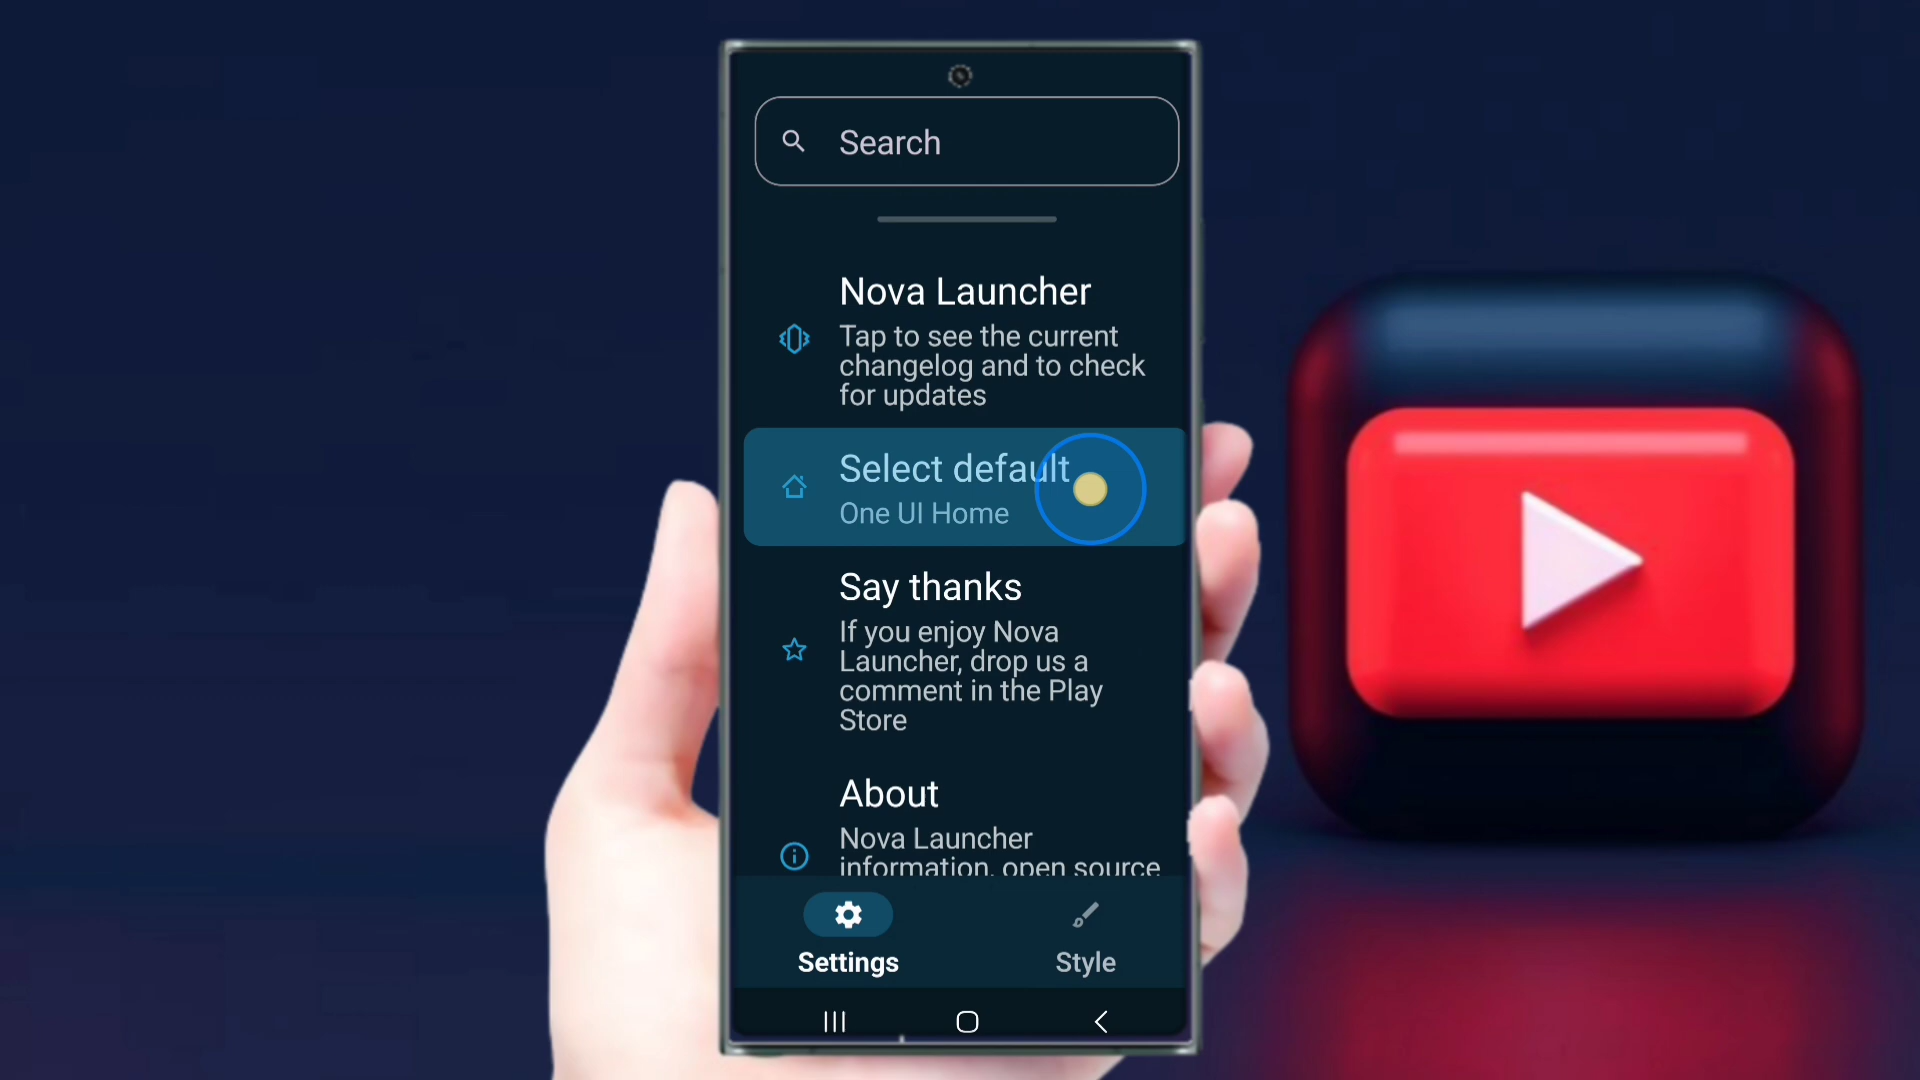 Search
Nova Launcher
Tap to see the current
changelog and to check
for updates
Select default
One UI Home
Say thanks
If you enjoy Nova
Launcher, drop us a
comment in the Play
Store
About
Nova Launcher
information, open source
Settings
Style